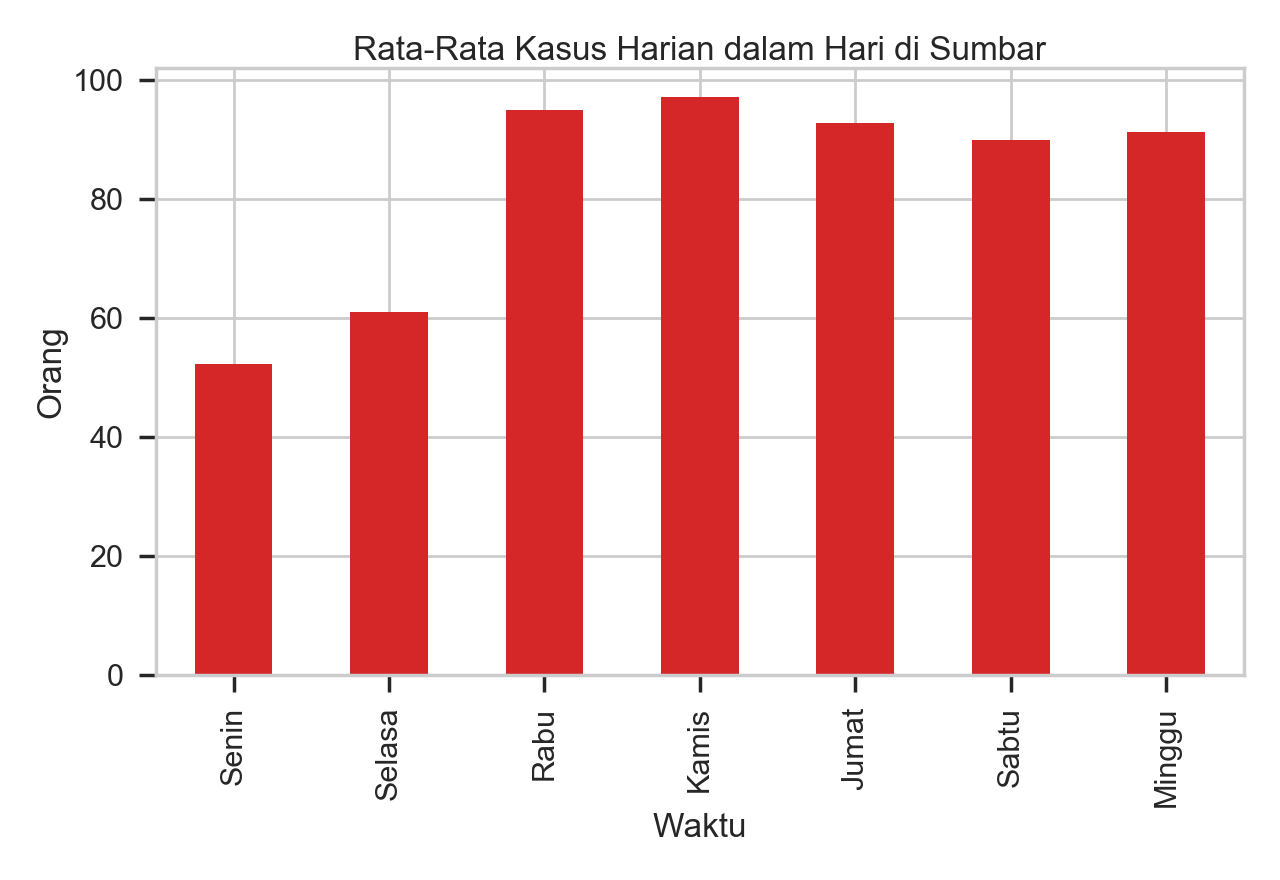 Rata-Rata Kasus Harian dalam Hari di Sumbar
100
80
60
40
20
0
Orang
Senin
Selasa
Rabu
Kamis
Jumat
Sabtu
Minggu
Waktu